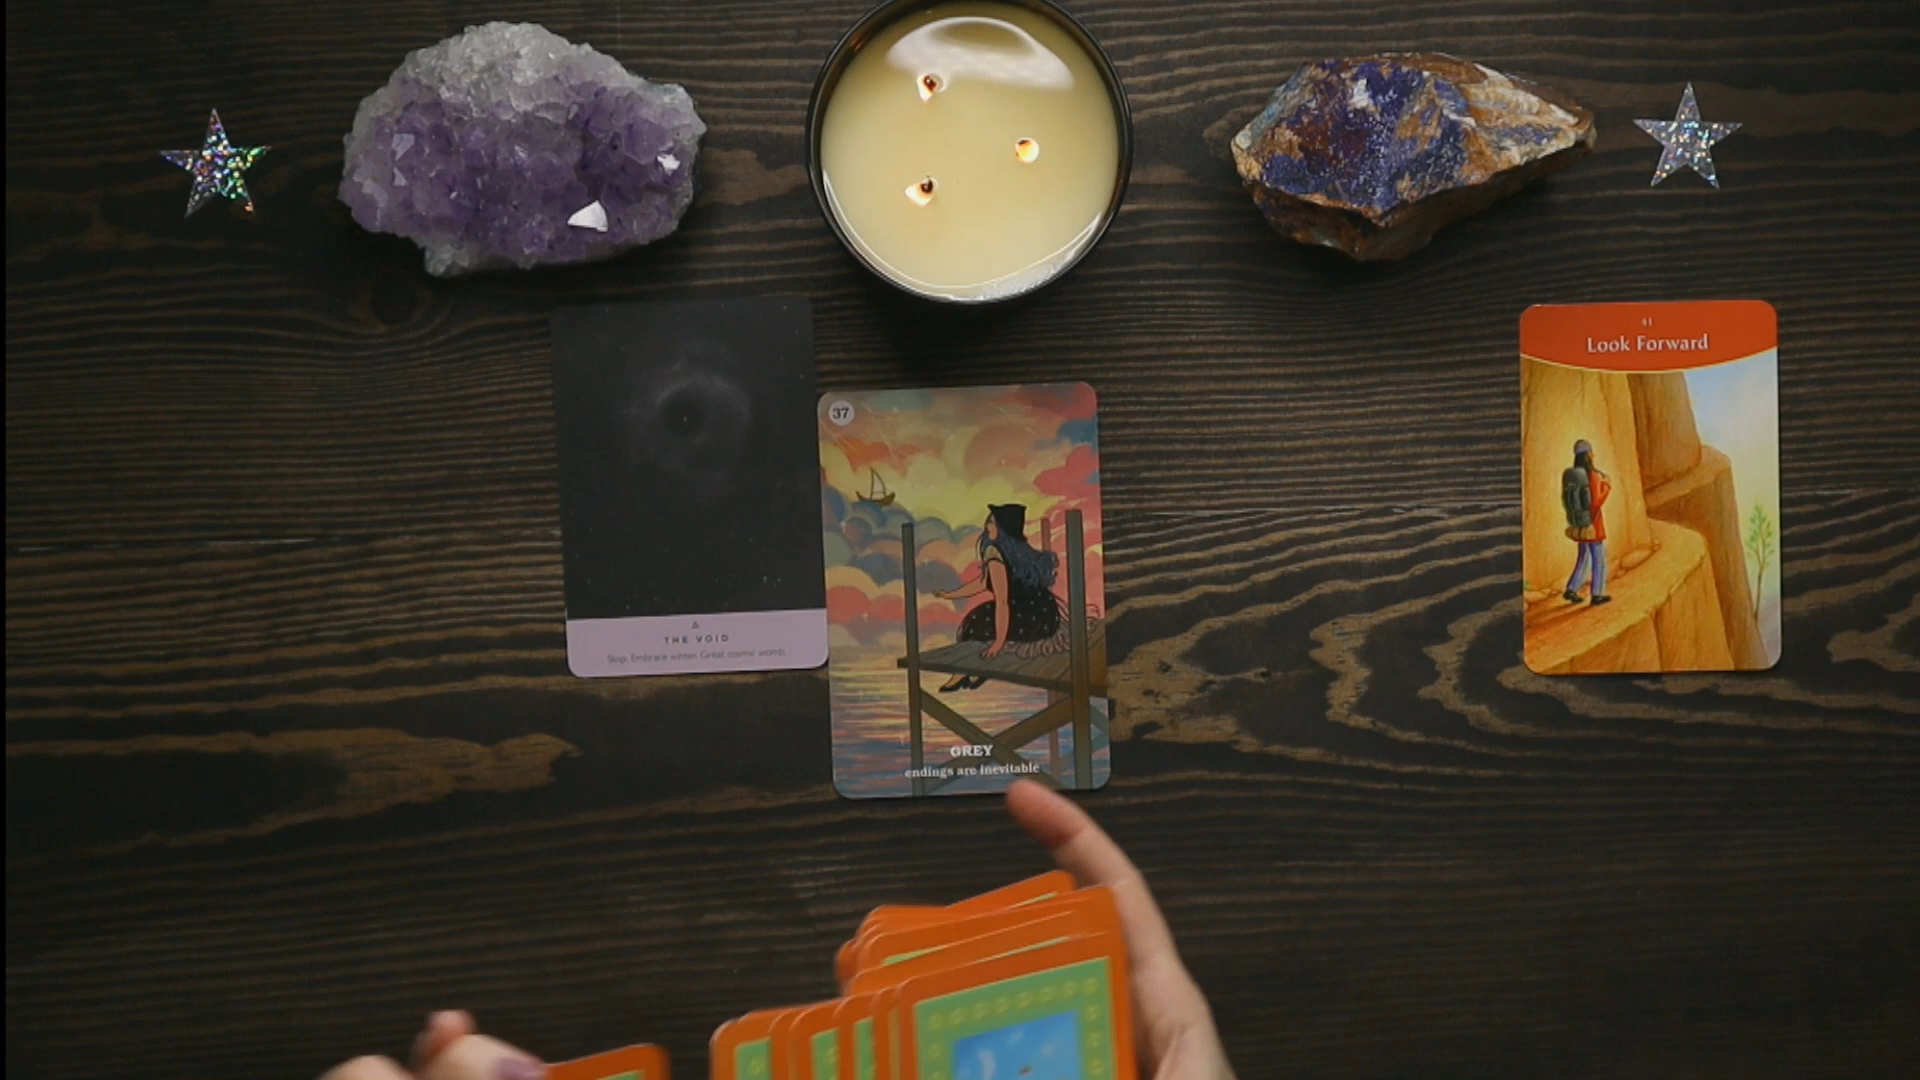 41
Look Forward
37
THE VOID
Stop. Embrace winter. Great cosmic womb.
GREY
endings are inevitable